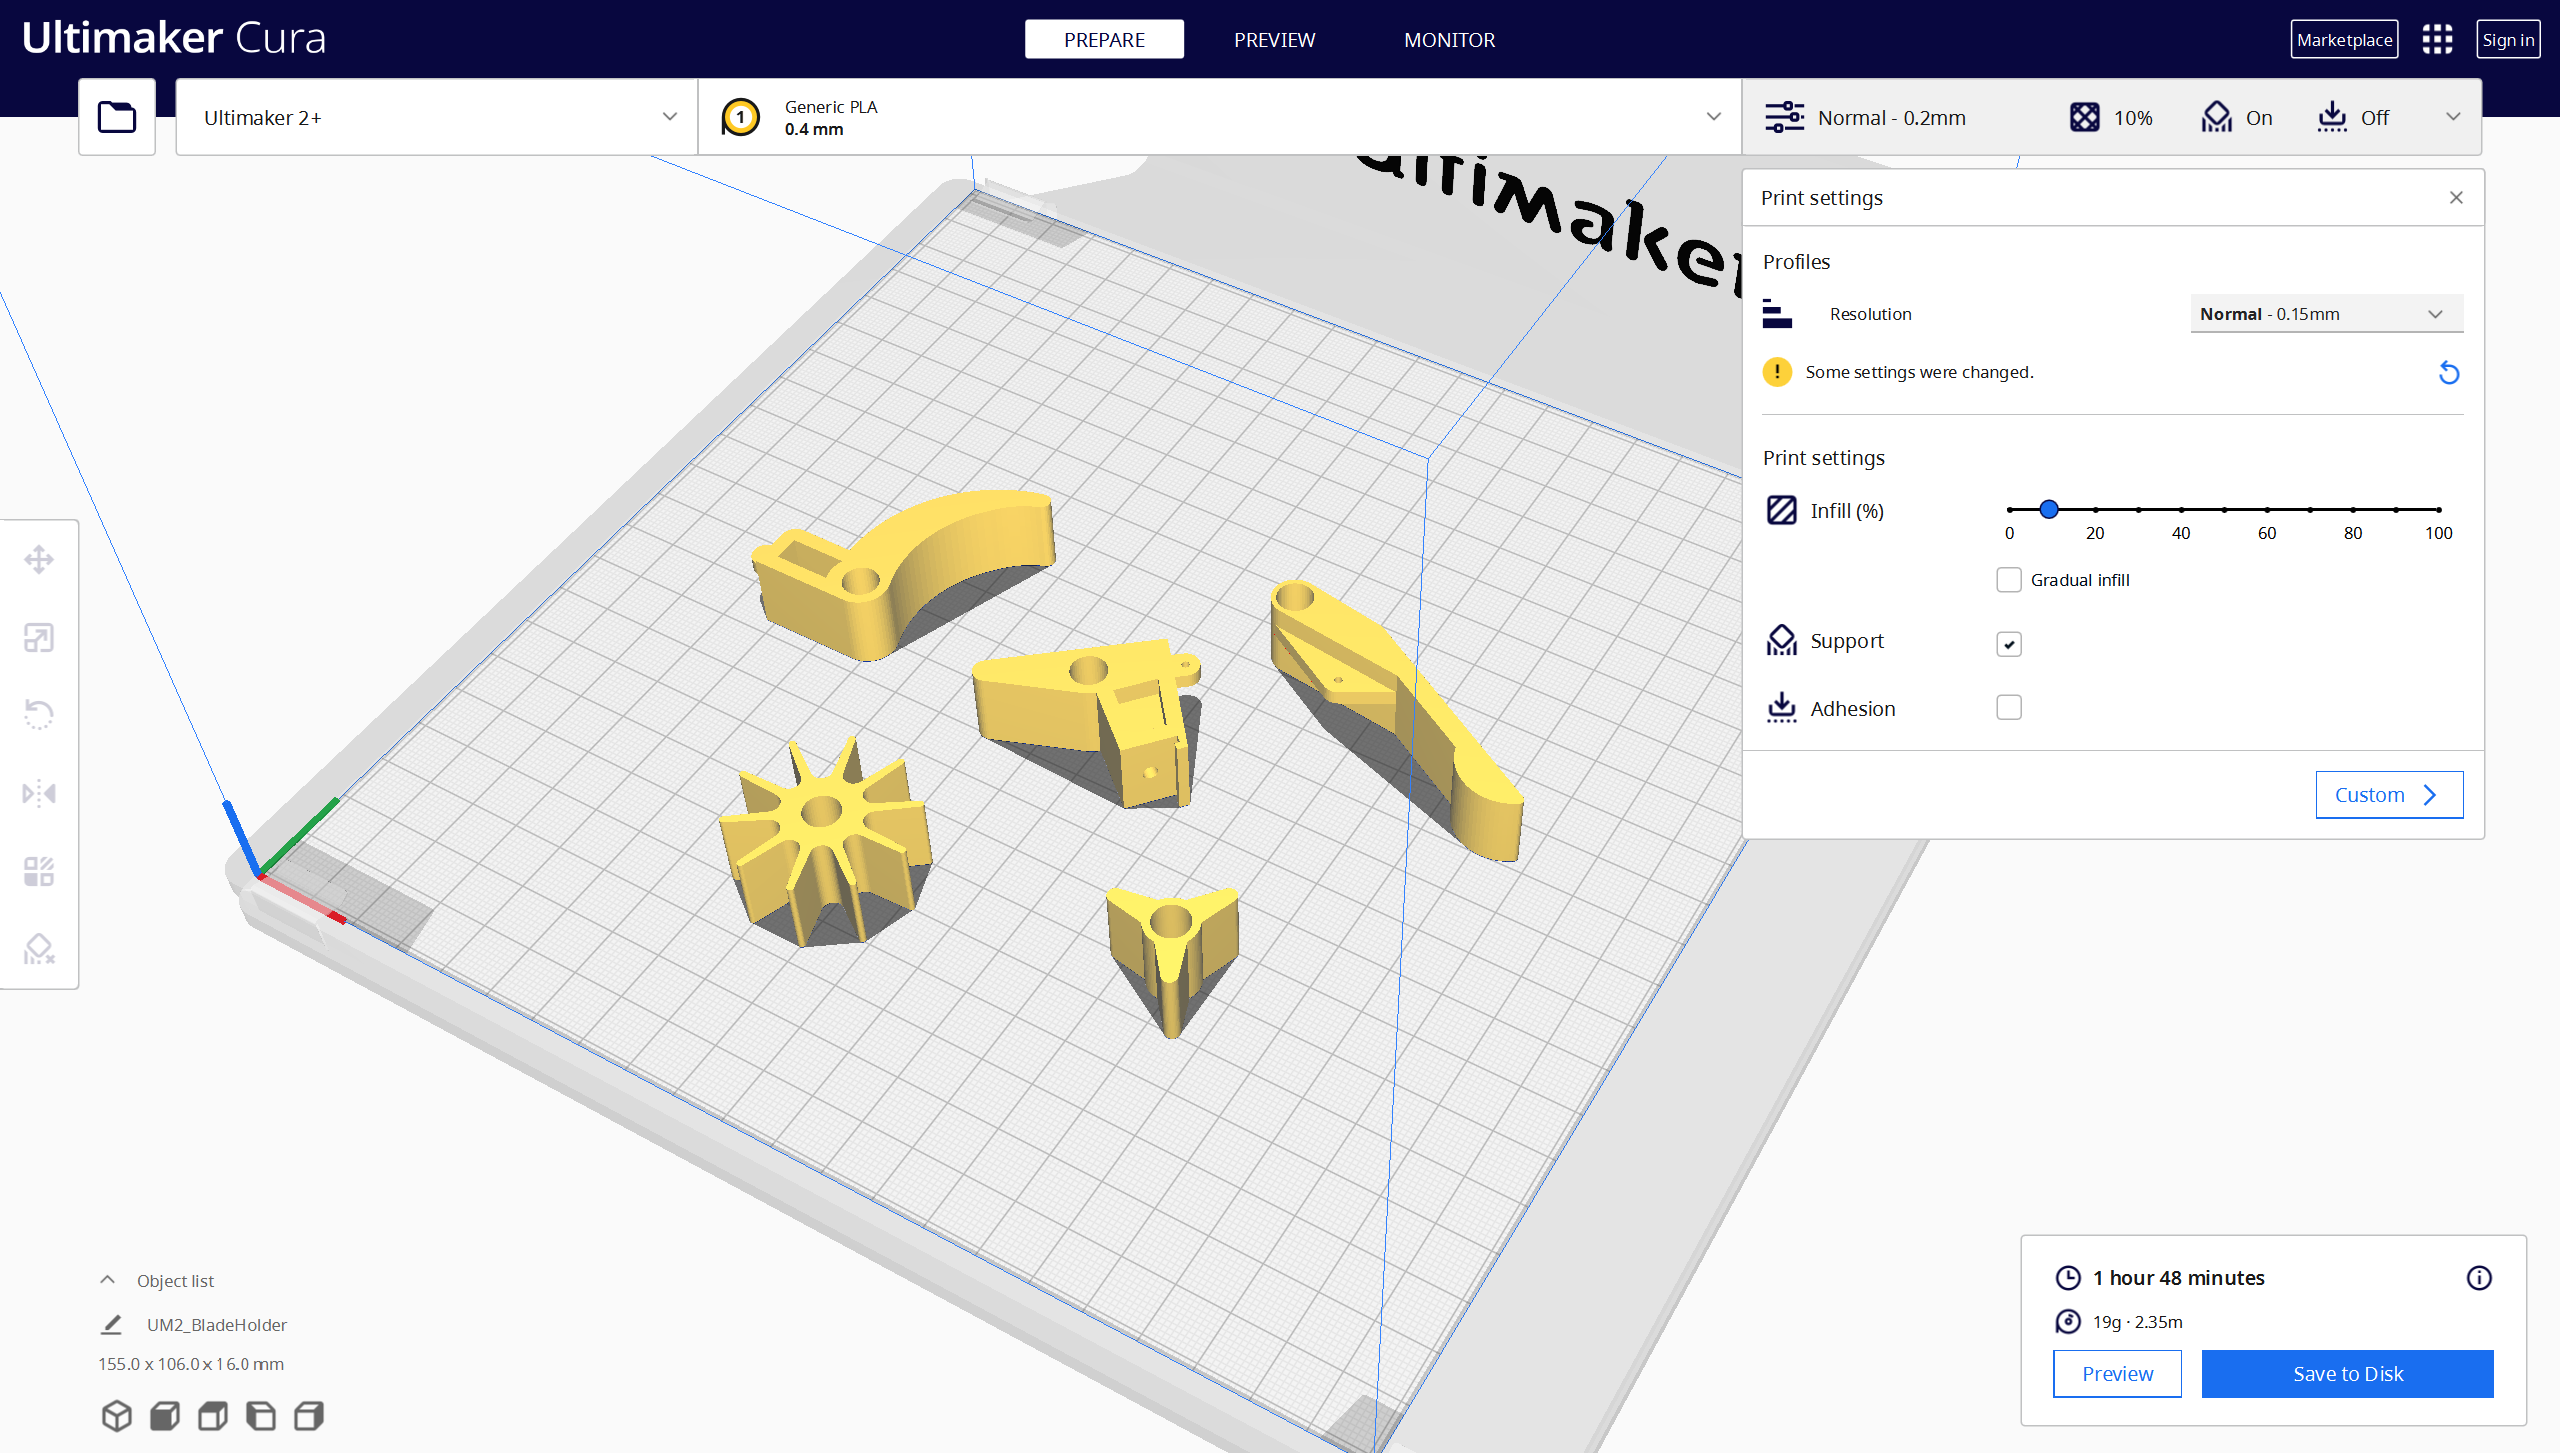 Ultimaker Cura
PREPARE
PREVIEW
MONITOR
Marketplace
Sign in
Ultimaker 2+
1
Generic PLA
0.4 mm
Normal - 0.2mm
10%
On
Off
ultimaker
Print settings
Profiles
Resolution
Normal - 0.15mm
Some settings were changed.
Print settings
Infill (%)
0 20 40 60 80 100
Gradual infill
Support
Adhesion
Custom
Object list
UM2_BladeHolder
155.0 x 106.0 x 16.0 mm
1 hour 48 minutes
19g · 2.35m
Preview
Save to Disk